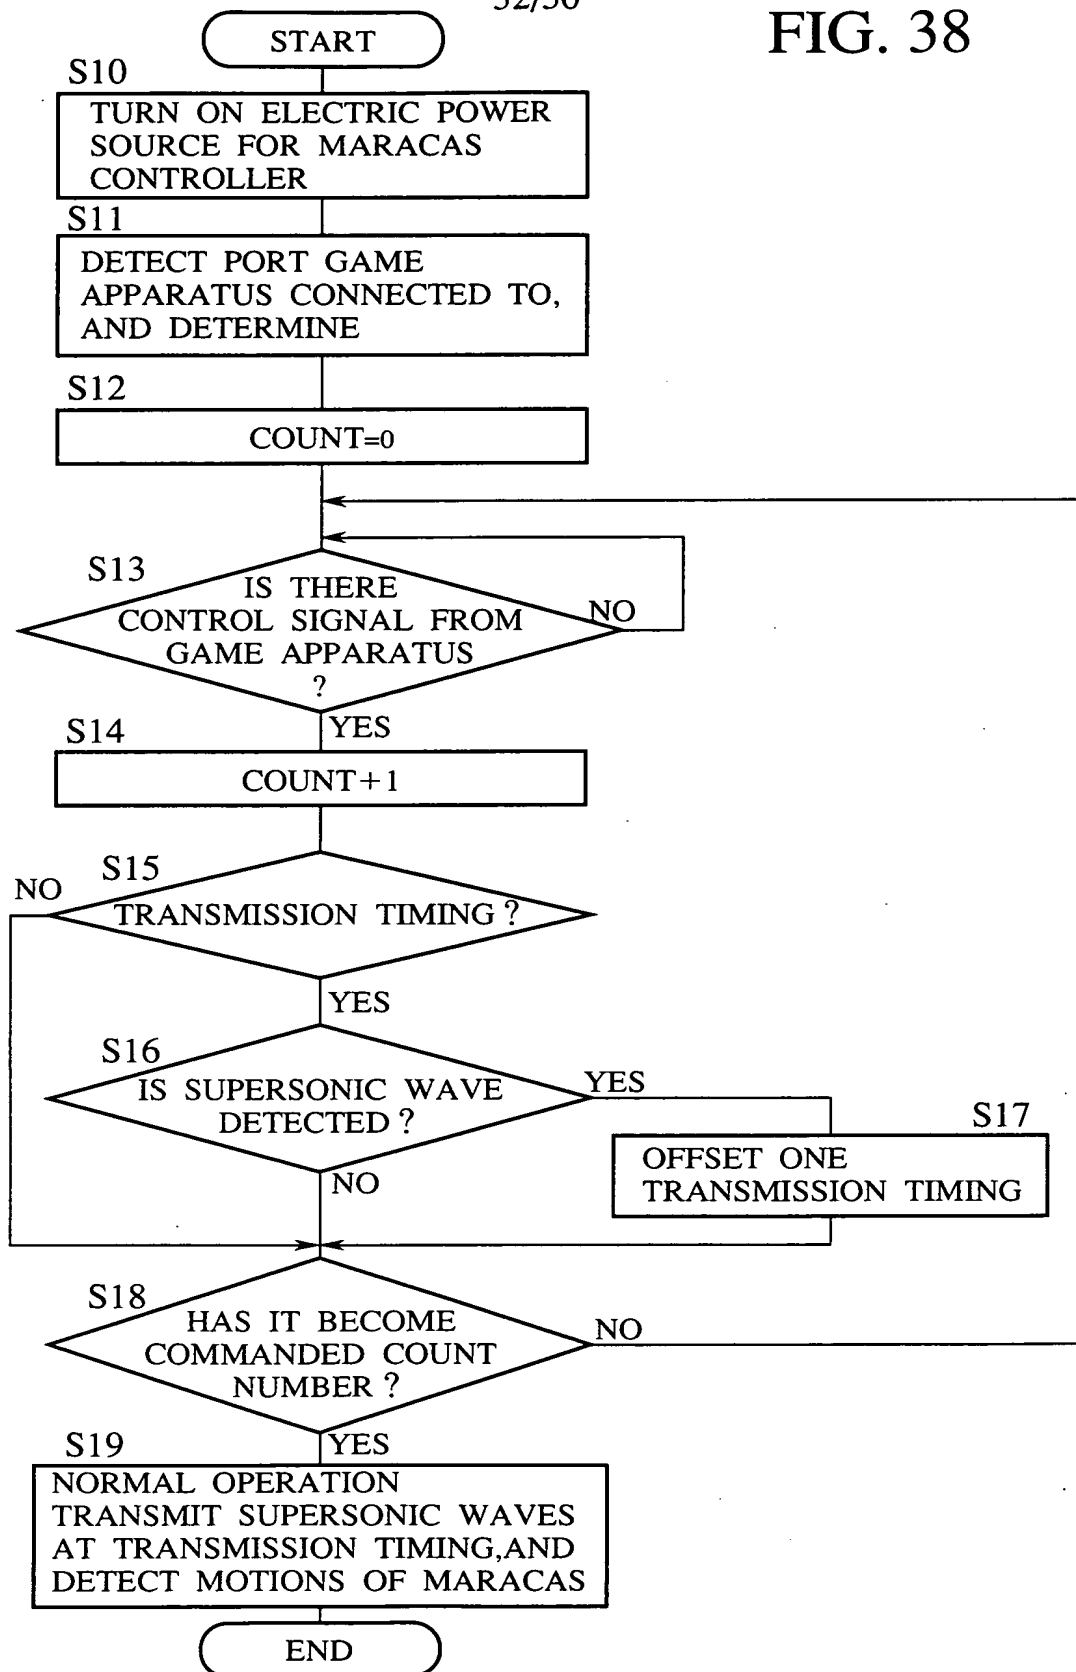 FIG. 38
START
S10
TURN ON ELECTRIC POWER
SOURCE FOR MARACAS
CONTROLLER
S11
DETECT PORT GAME
APPARATUS CONNECTED TO,
AND DETERMINE
S12
COUNT=0
S13
IS THERE
CONTROL SIGNAL FROM
GAME APPARATUS
?
NO
YES
S14
COUNT+1
S15
NO
TRANSMISSION TIMING ?
YES
S16
IS SUPERSONIC WAVE
DETECTED ?
YES
S17
OFFSET ONE
TRANSMISSION TIMING
NO
S18
HAS IT BECOME
COMMANDED COUNT
NUMBER ?
NO
YES
S19
NORMAL OPERATION
TRANSMIT SUPERSONIC WAVES
AT TRANSMISSION TIMING,AND
DETECT MOTIONS OF MARACAS
END